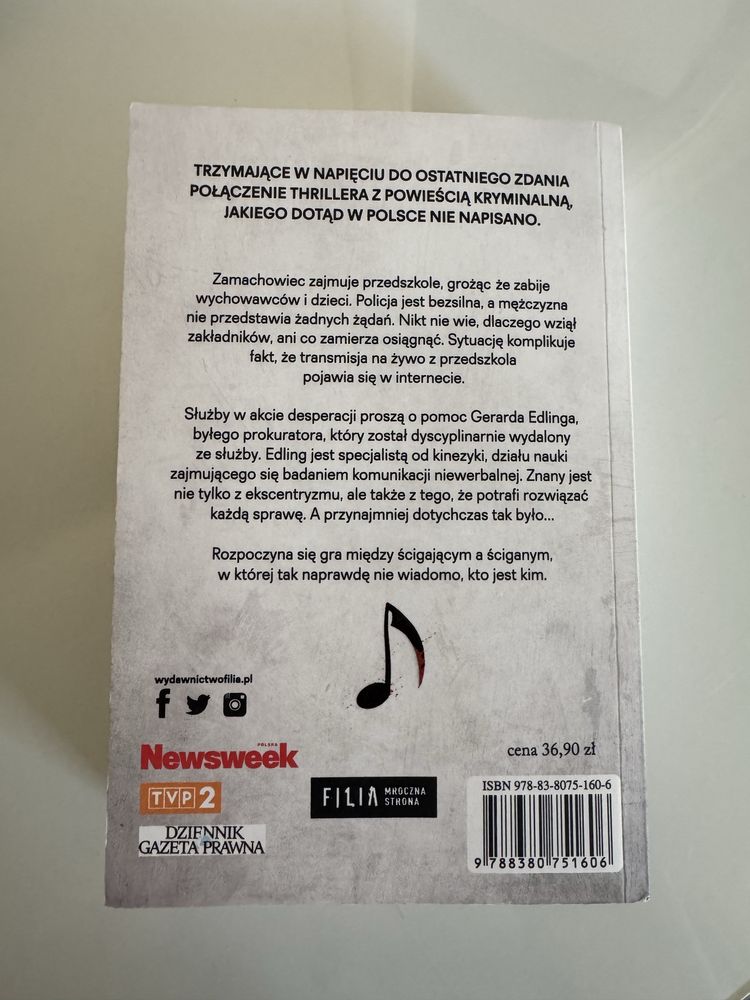 TRZYMAJĄCE W NAPIĘCIU DO OSTATNIEGO ZDANIA
POŁĄCZENIE THRILLERA Z POWIEŚCIĄ KRYMINALNĄ,
JAKIEGO DOTĄD W POLSCE NIE NAPISANO.
Zamachowiec zajmuje przedszkole, grożąc że zabije
wychowawców i dzieci. Policja jest bezsilna, a mężczyzna
nie przedstawia żadnych żądań. Nikt nie wie, dlaczego wziął
zakładników, ani co zamierza osiągnąć. Sytuację komplikuje
fakt, że transmisja na żywo z przedszkola
pojawia się w internecie.
Służby w akcie desperacji proszą o pomoc Gerarda Edlinga,
byłego prokuratora, który został dyscyplinarnie wydalony
ze służby. Edling jest specjalistą od kinezyki, działu nauki
zajmującego się badaniem komunikacji niewerbalnej. Znany jest
nie tylko z ekscentryzmu, ale także z tego, że potrafi rozwiązać
każdą sprawę. A przynajmniej dotychczas tak było...
Rozpoczyna się gra między ścigającym a ściganym,
w której tak naprawdę nie wiadomo, kto jest kim.
wydawnictwofilia.pl
POLSKA
Newsweek
TVP 2
DZIENNIK
GAZETA PRAWNA
FILIA MROCZNA
STRONA
cena 36,90 zł
ISBN 978-83-8075-160-6
9 788380 751606